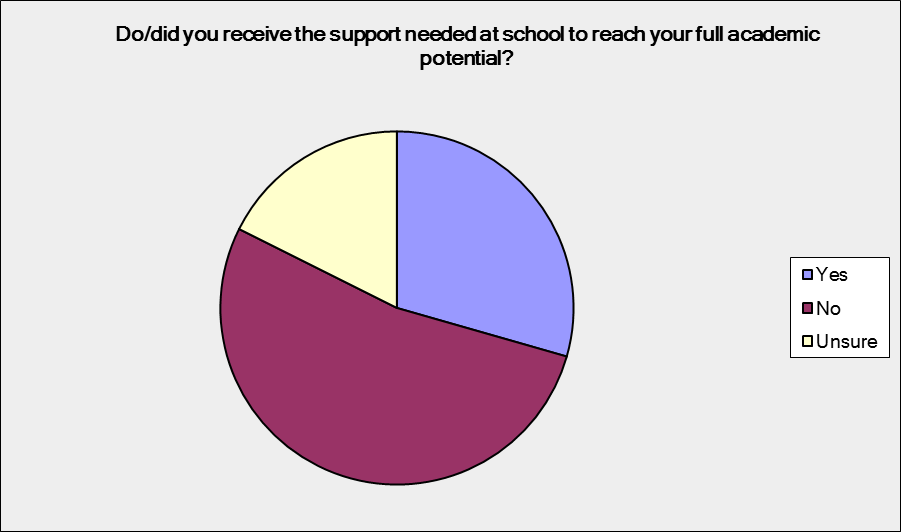 Do/did you receive the support needed at school to reach your full academic
potential?
Yes
No
Unsure